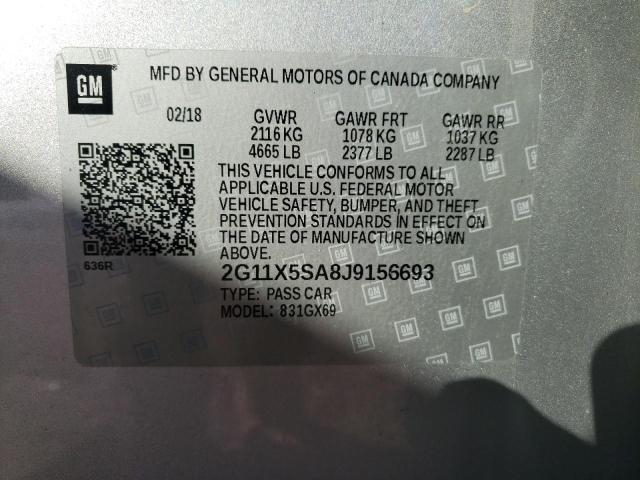 GM
MFD BY GENERAL MOTORS OF CANADA COMPANY
02/18 GVWR GAWR FRT GAWR RR
2116 KG 1078 KG 1037 KG
4665 LB 2377 LB 2287 LB
THIS VEHICLE CONFORMS TO ALL
APPLICABLE U.S. FEDERAL MOTOR
VEHICLE SAFETY, BUMPER, AND THEFT
PREVENTION STANDARDS IN EFFECT ON
THE DATE OF MANUFACTURE SHOWN
ABOVE.
636R
2G11X5SA8J9156693
TYPE: PASS CAR
MODEL: 831GX69